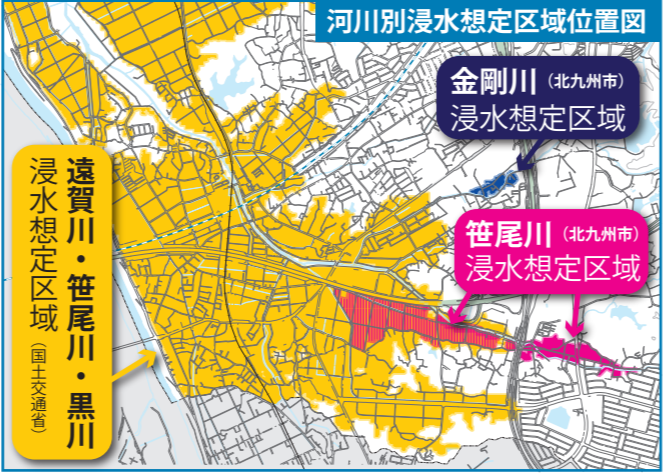 河川別浸水想定区域位置図
金剛川（北九州市）
浸水想定区域
笹尾川（北九州市）
浸水想定区域
遠賀川・笹尾川・黒川
浸水想定区域（国土交通省）